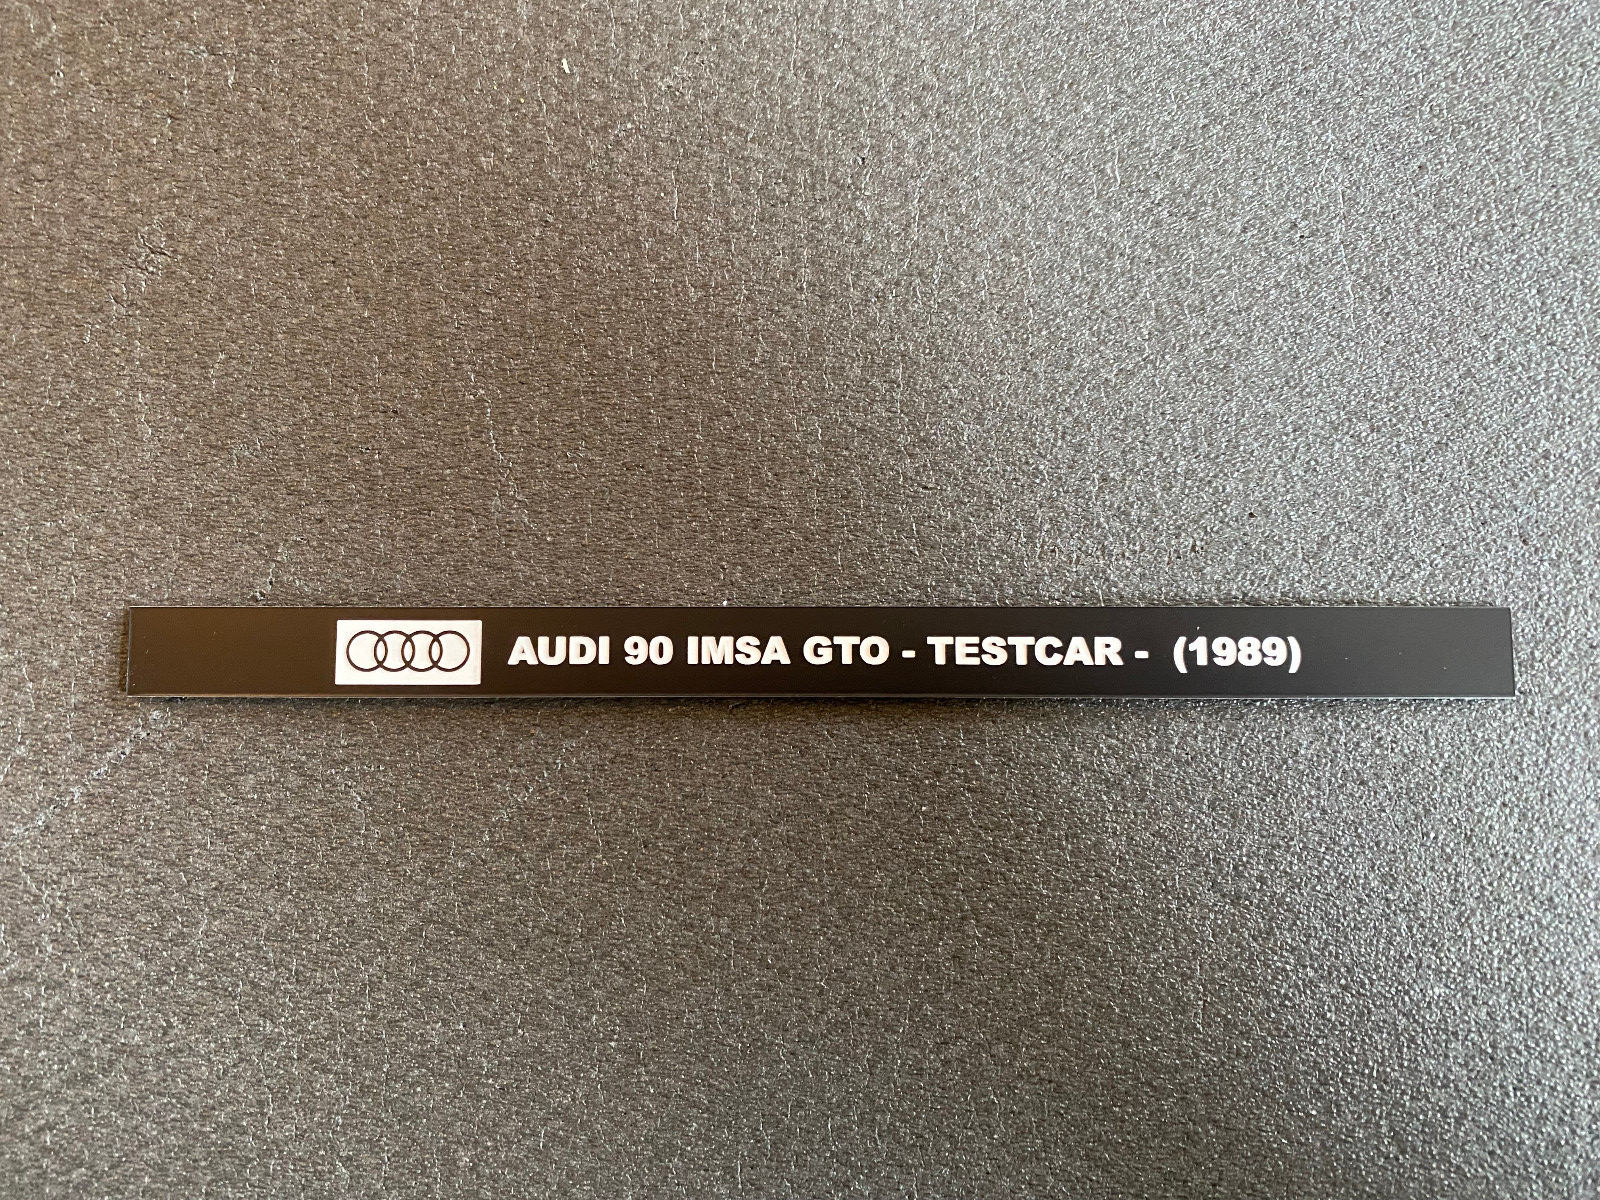 AUDI 90 IMSA GTO - TESTCAR - (1989)